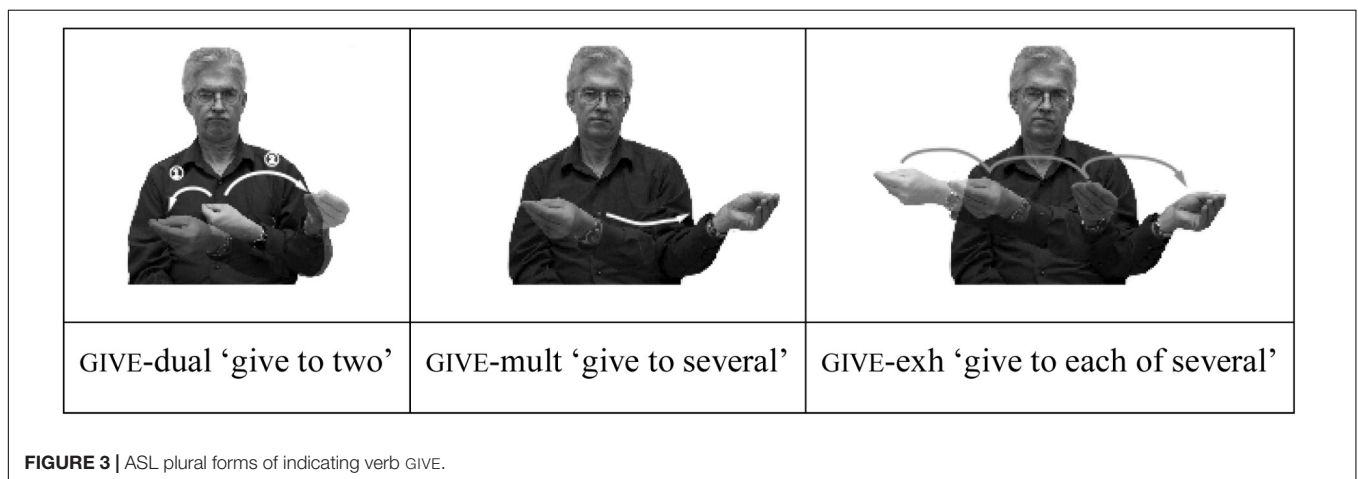 ① ②
GIVE-dual ‘give to two’ GIVE-mult ‘give to several’ GIVE-exh ‘give to each of several’
FIGURE 3 | ASL plural forms of indicating verb GIVE.